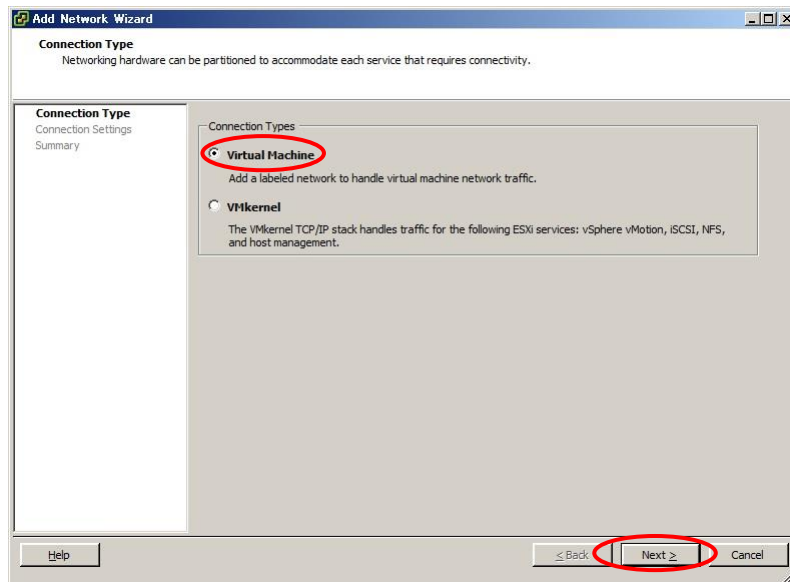 Add Network Wizard
Connection Type
Networking hardware can be partitioned to accommodate each service that requires connectivity.
Connection Type
Connection Settings
Summary
Connection Types
Virtual Machine
Add a labeled network to handle virtual machine network traffic.
VMkernel
The VMkernel TCP/IP stack handles traffic for the following ESXi services: vSphere vMotion, iSCSI, NFS,
and host management.
Help
< Back
Next >
Cancel